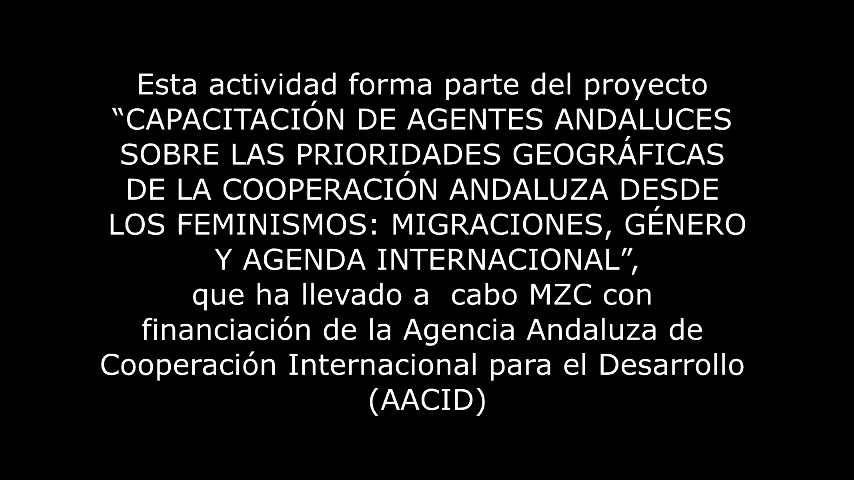 Esta actividad forma parte del proyecto
“CAPACITACIÓN DE AGENTES ANDALUCES
SOBRE LAS PRIORIDADES GEOGRÁFICAS
DE LA COOPERACIÓN ANDALUZA DESDE
LOS FEMINISMOS: MIGRACIONES, GÉNERO
Y AGENDA INTERNACIONAL”,
que ha llevado a cabo MZC con
financiación de la Agencia Andaluza de
Cooperación Internacional para el Desarrollo
(AACID)